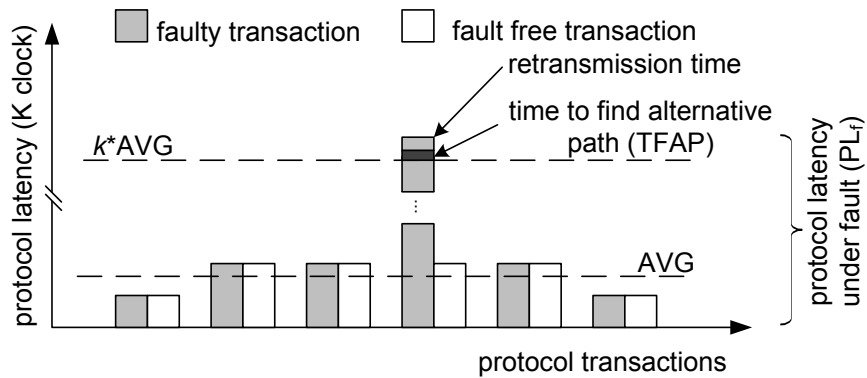 faulty transaction
fault free transaction
retransmission time
time to find alternative
path (TFAP)
k*AVG
AVG
protocol latency (K clock)
protocol latency
under fault (PLf)
protocol transactions